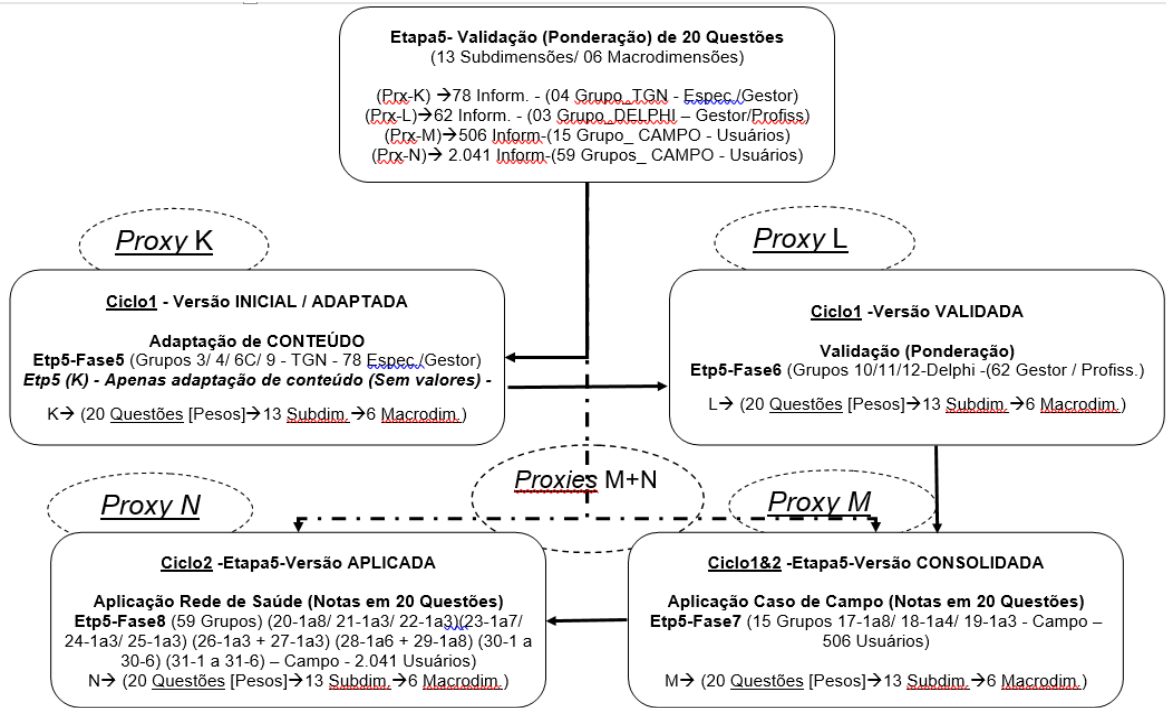 Etapa5- Validação (Ponderação) de 20 Questões
(13 Subdimensões/ 06 Macrodimensões)
(Prx-K) →78 Inform. - (04 Grupo_TGN - Espec./Gestor)
(Prx-L)→62 Inform. - (03 Grupo_DELPHI – Gestor/Profiss)
(Prx-M)→506 Inform-(15 Grupo_ CAMPO - Usuários)
(Prx-N)→ 2.041 Inform-(59 Grupos_ CAMPO - Usuários)
Proxy K
Ciclo1 - Versão INICIAL / ADAPTADA
Adaptação de CONTEÚDO
Etp5-Fase5 (Grupos 3/ 4/ 6C/ 9 - TGN - 78 Espec./Gestor)
Etp5 (K) - Apenas adaptação de conteúdo (Sem valores) -
K→ (20 Questões [Pesos]→13 Subdim.→6 Macrodim.)
Proxy L
Ciclo1 -Versão VALIDADA
Validação (Ponderação)
Etp5-Fase6 (Grupos 10/11/12-Delphi -(62 Gestor / Profiss.)
L→ (20 Questões [Pesos]→13 Subdim.→6 Macrodim.)
Proxies M+N
Proxy N
Ciclo2 -Etapa5-Versão APLICADA
Aplicação Rede de Saúde (Notas em 20 Questões)
Etp5-Fase8 (59 Grupos) (20-1a8/ 21-1a3/ 22-1a3)(23-1a7/
24-1a3/ 25-1a3) (26-1a3 + 27-1a3) (28-1a6 + 29-1a8) (30-1 a
30-6) (31-1 a 31-6) – Campo - 2.041 Usuários)
N→ (20 Questões [Pesos]→13 Subdim.→6 Macrodim.)
Proxy M
Ciclo1&2 -Etapa5-Versão CONSOLIDADA
Aplicação Caso de Campo (Notas em 20 Questões)
Etp5-Fase7 (15 Grupos 17-1a8/ 18-1a4/ 19-1a3 - Campo –
506 Usuários)
M→ (20 Questões [Pesos]→13 Subdim.→6 Macrodim.)